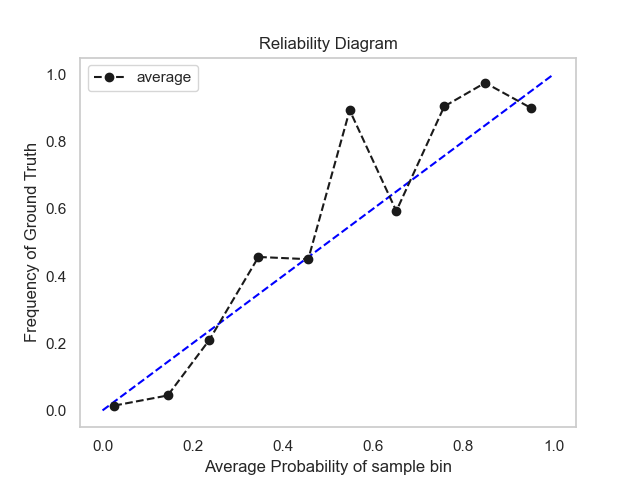 Reliability Diagram
average
1.0
0.8
0.6
0.4
0.2
0.0
Frequency of Ground Truth
0.0 0.2 0.4 0.6 0.8 1.0
Average Probability of sample bin